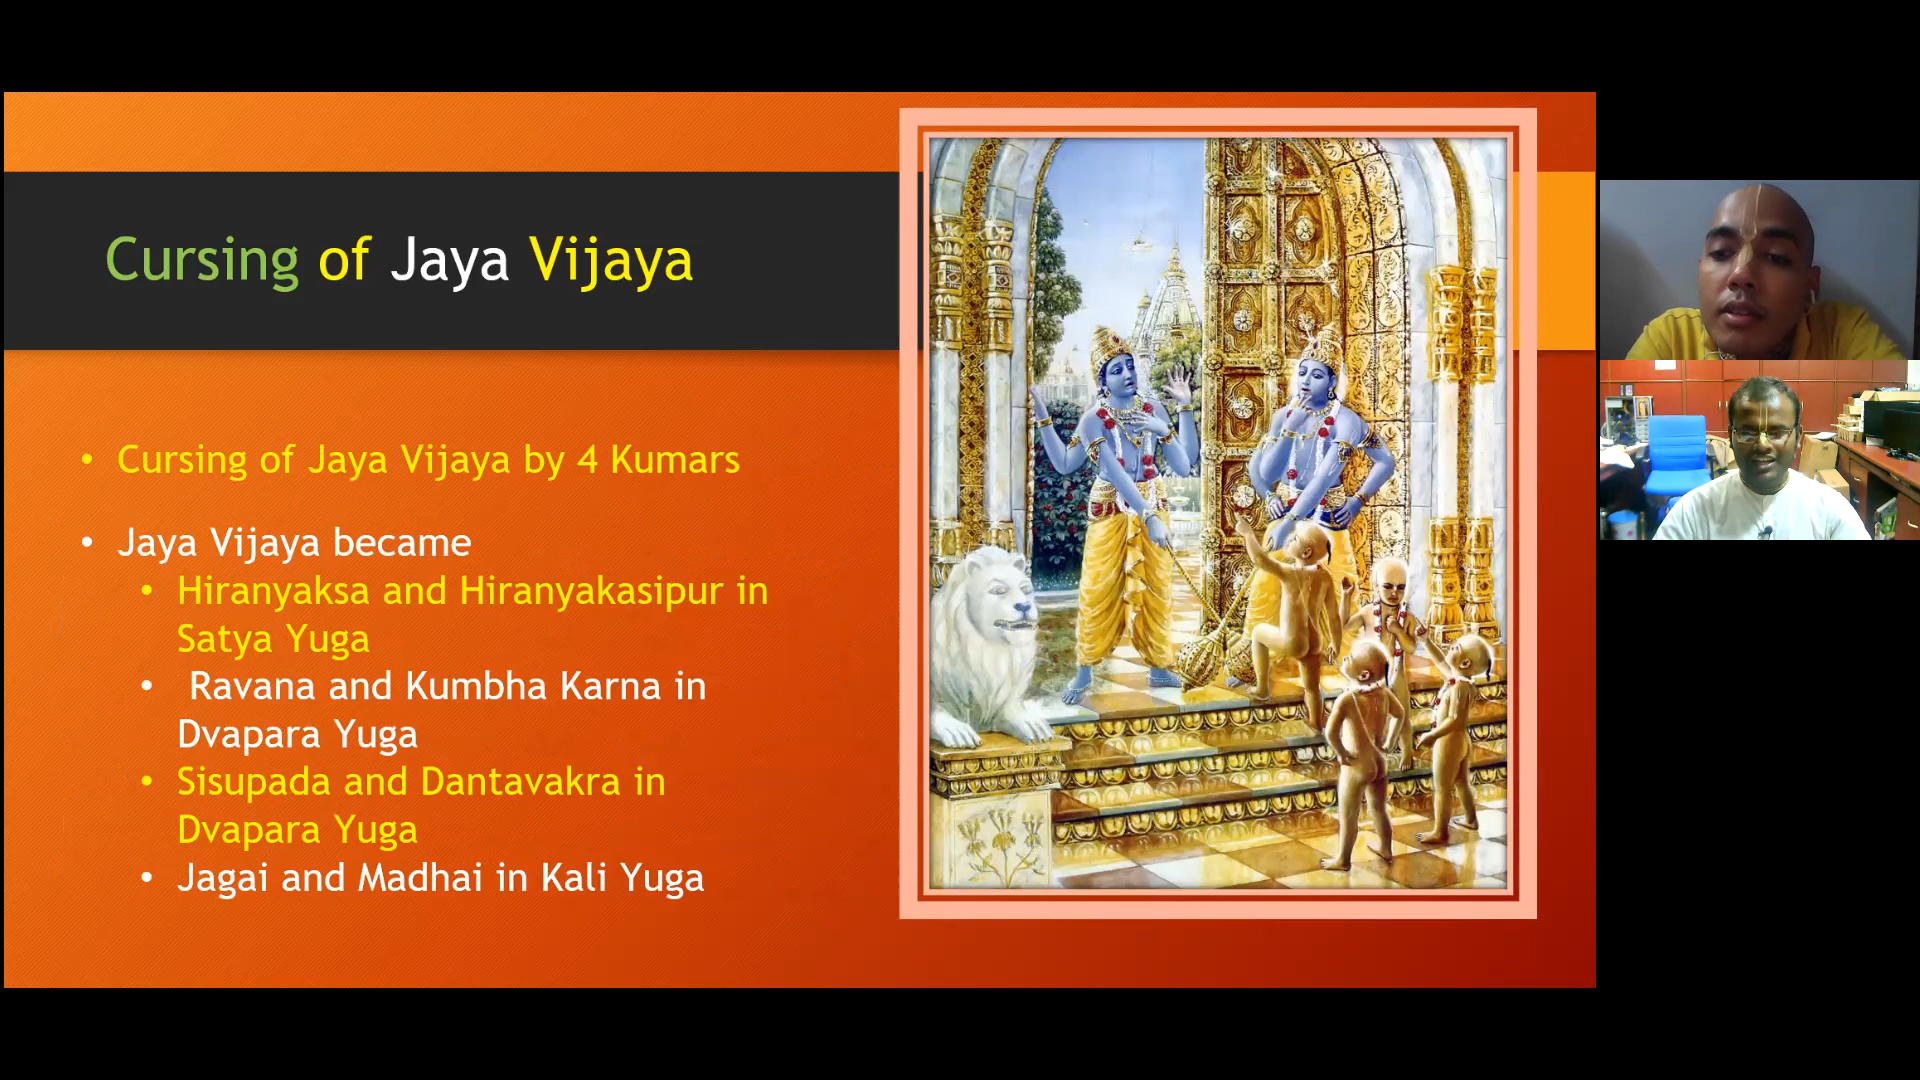 Cursing of Jaya Vijaya
• Cursing of Jaya Vijaya by 4 Kumars
• Jaya Vijaya became
• Hiranyaksa and Hiranyakasipur in
Satya Yuga
• Ravana and Kumbha Karna in
Dvapara Yuga
• Sisupada and Dantavakra in
Dvapara Yuga
• Jagai and Madhai in Kali Yuga